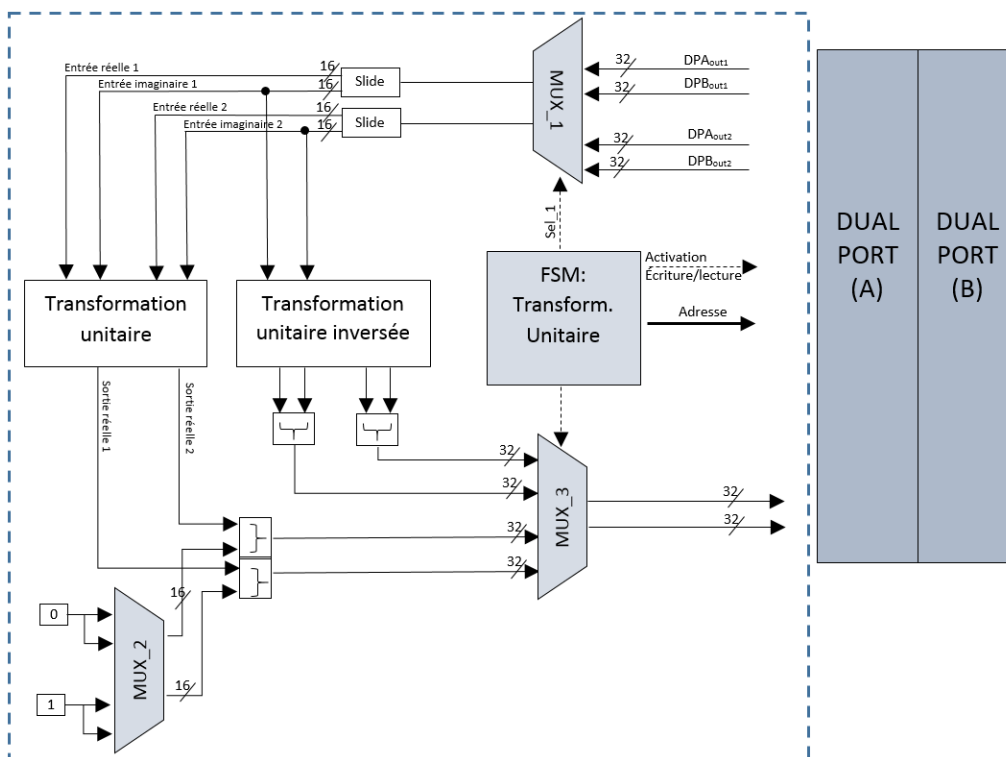 Entrée réelle 1
16
Entrée imaginaire 1
16
Slide
Entrée réelle 2
16
Entrée imaginaire 2
16
Slide
MUX_1
32
DPAout1
32
DPBout1
32
DPAout2
32
DPBout2
Sel_1
Transformation
unitaire
Transformation
unitaire inversée
FSM:
Transform.
Unitaire
Activation
Écriture/lecture
Adresse
DUAL
PORT
(A)
DUAL
PORT
(B)
Sortie réelle 1
Sortie réelle 2
32
32
32
32
MUX_3
32
32
0
1
MUX_2
16
16